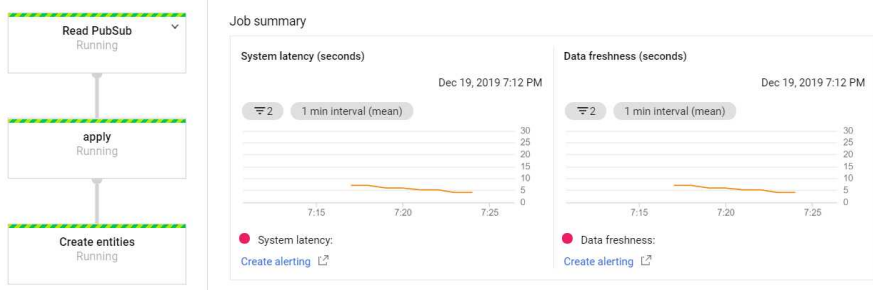 Read PubSub
Running
apply
Running
Create entities
Running
Job summary
System latency (seconds)
Dec 19, 2019 7:12 PM
2
1 min interval (mean)
30
25
20
15
10
5
0
7:15
7:20
7:25
System latency:
Create alerting
Data freshness (seconds)
Dec 19, 2019 7:12 PM
2
1 min interval (mean)
30
25
20
15
10
5
0
7:15
7:20
7:25
Data freshness:
Create alerting